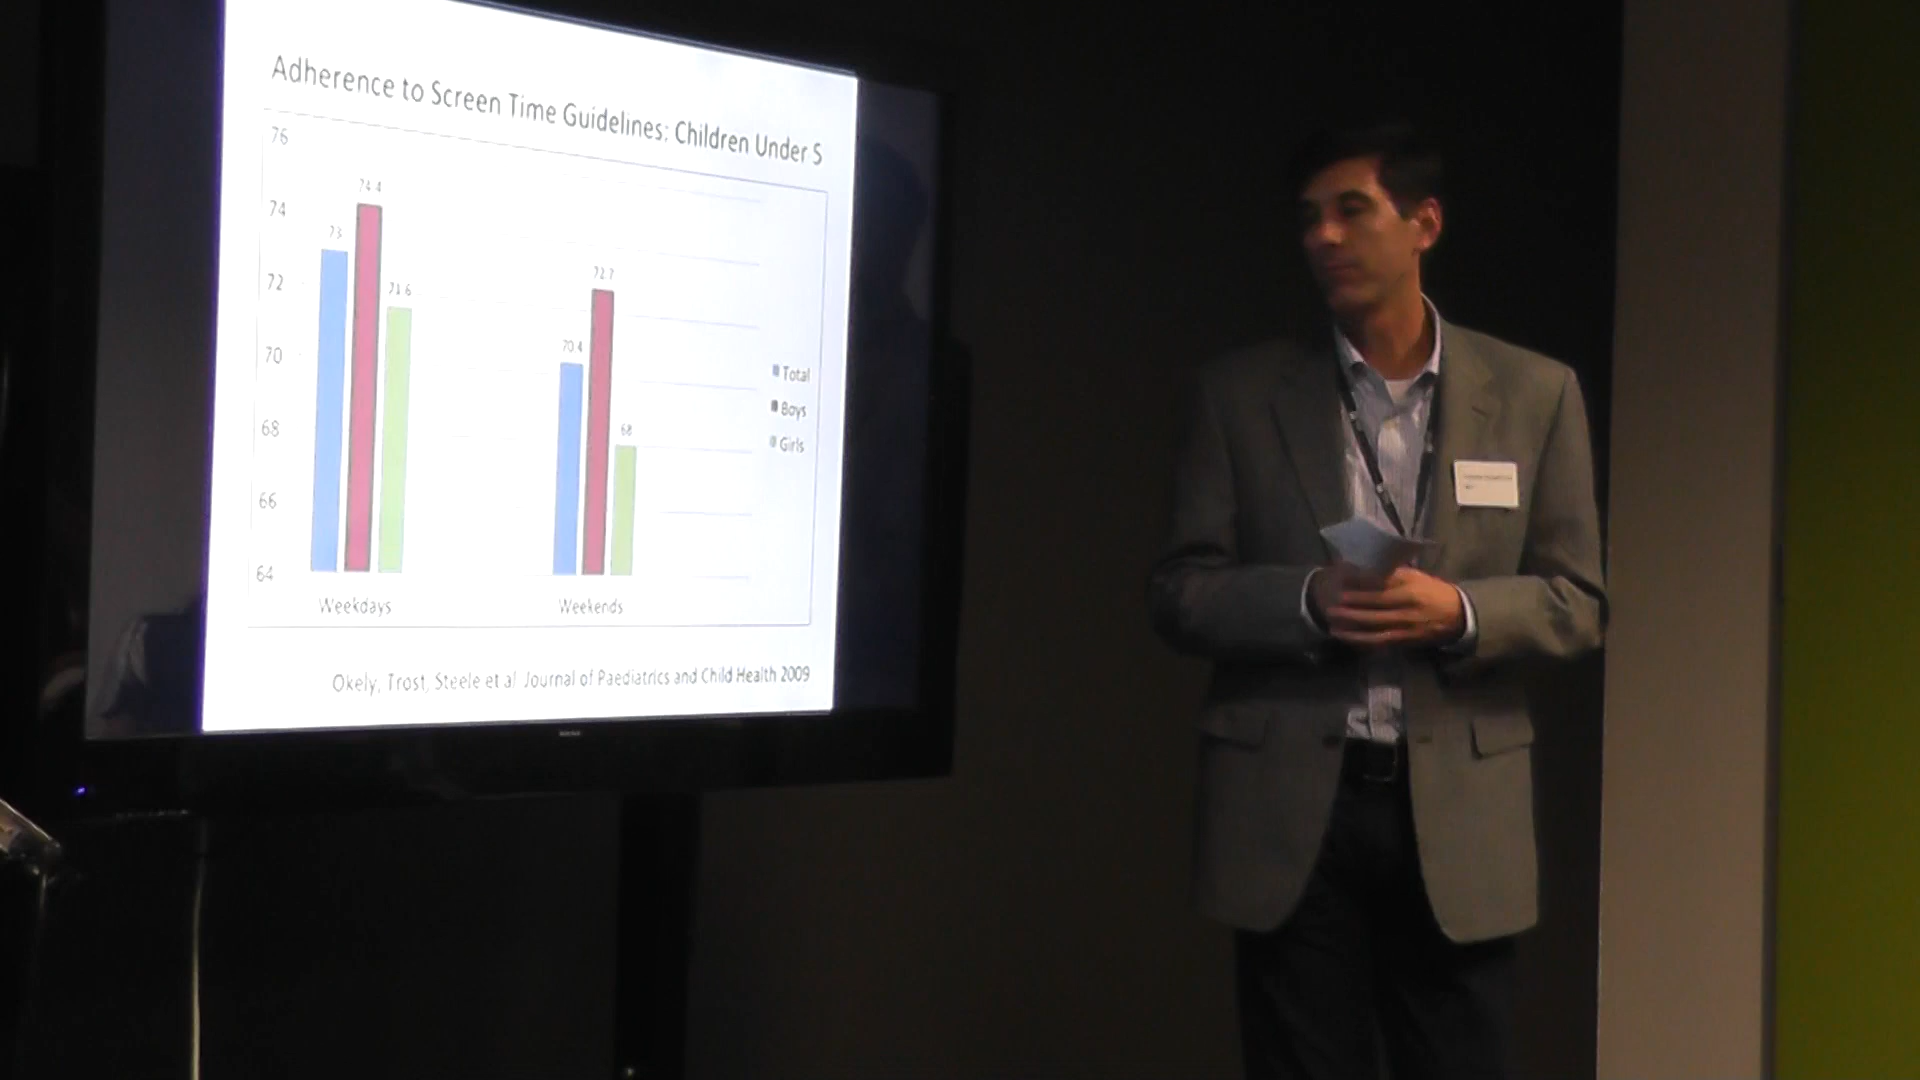 Adherence to Screen Time Guidelines: Children Under 5
76
74
72
70
68
66
64
73
74.4
71.6
70.4
72.7
68
Total
Boys
Girls
Weekdays
Weekends
Okely, Trost, Steele et al Journal of Paediatrics and Child Health 2009